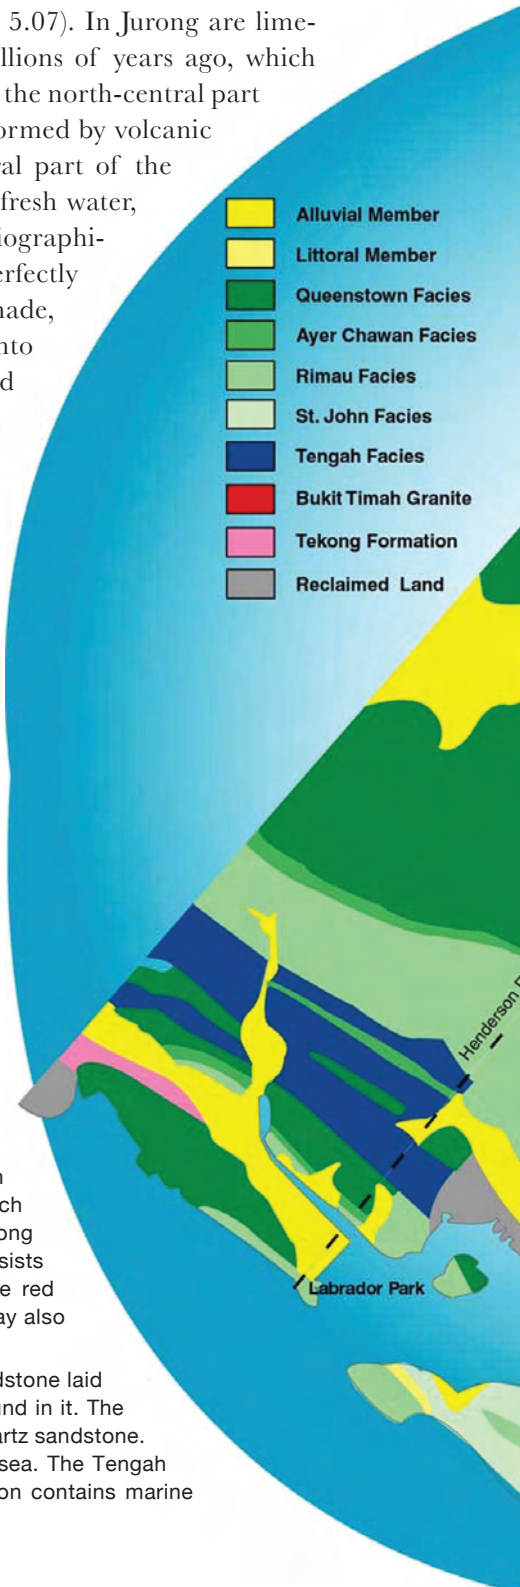 5.07). In Jurong are lime-
llions of years ago, which
the north-central part
ormed by volcanic
ral part of the
fresh water,
iographi-
erfectly
nade,
nto
d
Alluvial Member
Littoral Member
Queenstown Facies
Ayer Chawan Facies
Rimau Facies
St. John Facies
Tengah Facies
Bukit Timah Granite
Tekong Formation
Reclaimed Land
Henderson
Labrador Park
n
ch
ong
sists
e red
ay also
dstone laid
und in it. The
artz sandstone.
sea. The Tengah
on contains marine